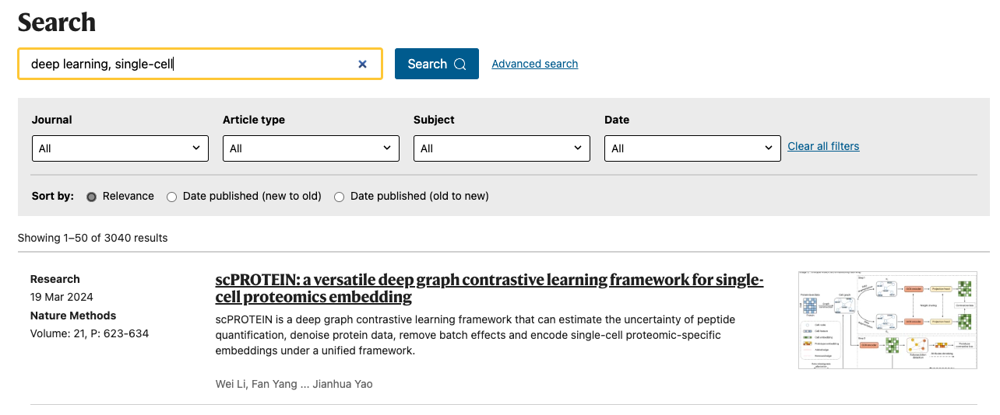 Search
deep learning, single-cell
Search
Advanced search
Journal
Article type
Subject
Date
All
All
All
All
Clear all filters
Sort by:
Relevance
Date published (new to old)
Date published (old to new)
Showing 1–50 of 3040 results
Research
19 Mar 2024
Nature Methods
Volume: 21, P: 623-634
scPROTEIN: a versatile deep graph contrastive learning framework for single-
cell proteomics embedding
scPROTEIN is a deep graph contrastive learning framework that can estimate the uncertainty of peptide
quantification, denoise protein data, remove batch effects and encode single-cell proteomic-specific
embeddings under a unified framework.
Wei Li, Fan Yang ... Jianhua Yao